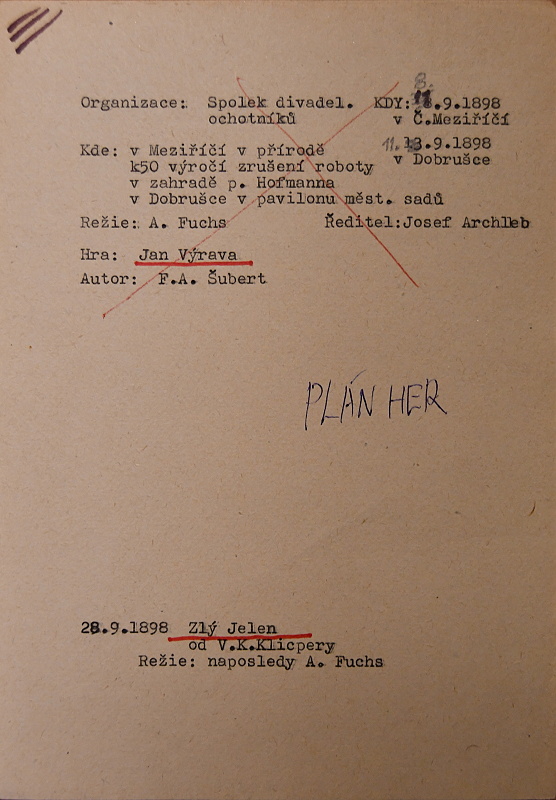 8.
Organizace: Spolek divadel. KDY: .9.1898
ochotníků v Č.Meziříčí
11. 9.1898
Kde: v Meziříčí v přírodě v Dobrušce
k50 výročí zrušení roboty
v zahradě p. Hofmanna
v Dobrušce v pavilonu měst. sadů
Režie: A. Fuchs Ředitel:Josef Archleb
Hra: Jan Výrava
Autor: F.A. Šubert
PLÁN HER
28.9.1898 Zlý Jelen
od V.K.Klicpery
Režie: naposledy A. Fuchs